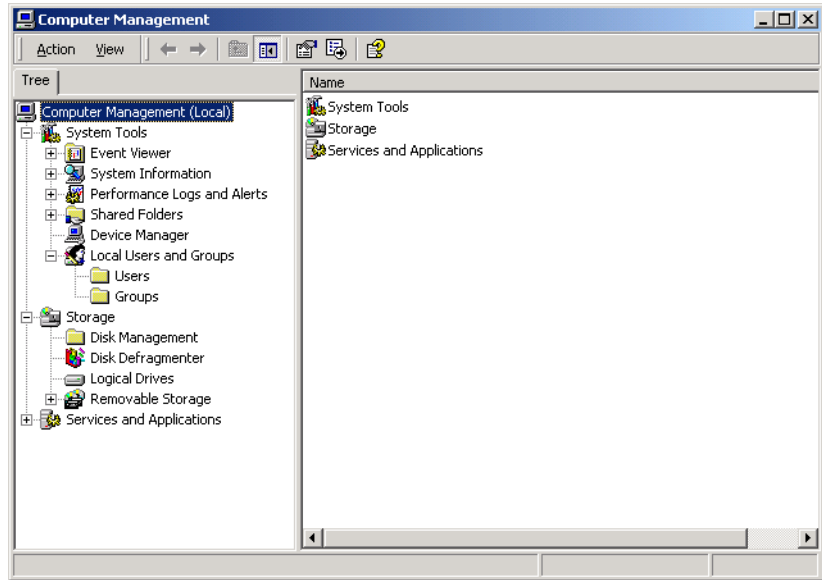 Computer Management
Action View
Tree
Name
Computer Management (Local)
System Tools
Event Viewer
System Information
Performance Logs and Alerts
Shared Folders
Device Manager
Local Users and Groups
Users
Groups
Storage
Disk Management
Disk Defragmenter
Logical Drives
Removable Storage
Services and Applications
System Tools
Storage
Services and Applications